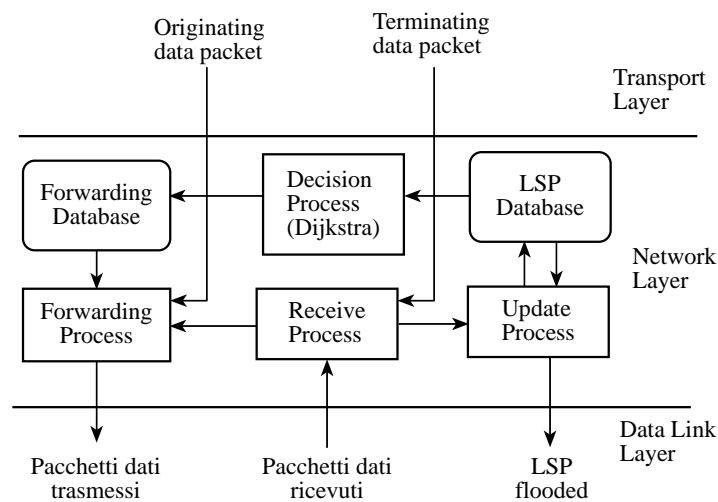 Originating
data packet
Terminating
data packet
Transport
Layer
Forwarding
Database
Decision
Process
(Dijkstra)
LSP
Database
Network
Layer
Forwarding
Process
Receive
Process
Update
Process
Data Link
Layer
Pacchetti dati
trasmessi
Pacchetti dati
ricevuti
LSP
flooded